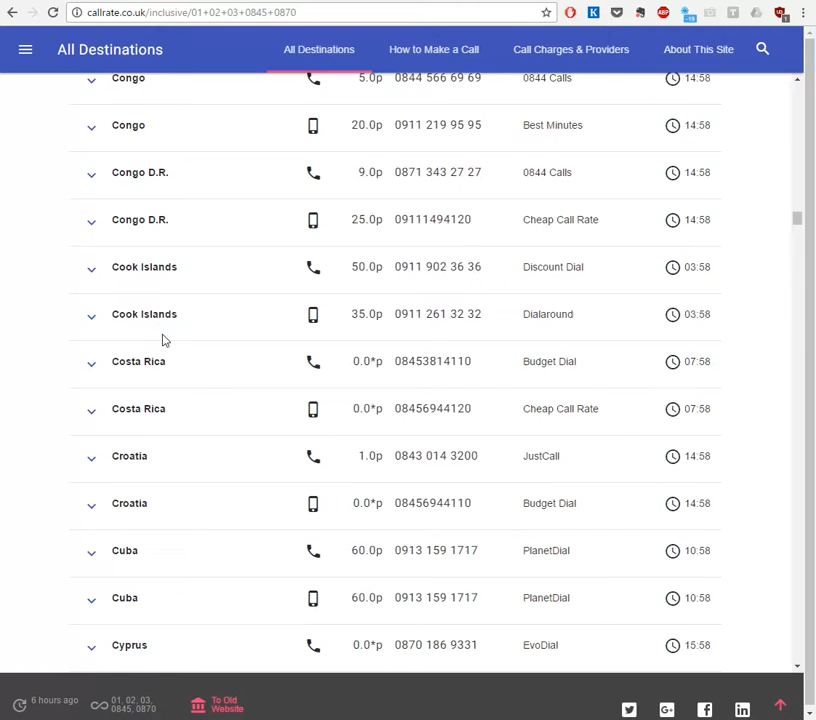 callrate.co.uk/inclusive/01+02+03+0845+0870
All Destinations
All Destinations How to Make a Call Call Charges & Providers About This Site
Congo 5.0p 0844 566 69 69 0844 Calls 14:58
Congo 20.0p 0911 219 95 95 Best Minutes 14:58
Congo D.R. 9.0p 0871 343 27 27 0844 Calls 14:58
Congo D.R. 25.0p 09111494120 Cheap Call Rate 14:58
Cook Islands 50.0p 0911 902 36 36 Discount Dial 03:58
Cook Islands 35.0p 0911 261 32 32 Dialaround 03:58
Costa Rica 0.0*p 08453814110 Budget Dial 07:58
Costa Rica 0.0*p 08456944120 Cheap Call Rate 07:58
Croatia 1.0p 0843 014 3200 JustCall 14:58
Croatia 0.0*p 08456944110 Budget Dial 14:58
Cuba 60.0p 0913 159 1717 PlanetDial 10:58
Cuba 60.0p 0913 159 1717 PlanetDial 10:58
Cyprus 0.0*p 0870 186 9331 EvoDial 15:58
6 hours ago
01, 02, 03,
0845, 0870
To Old
Website